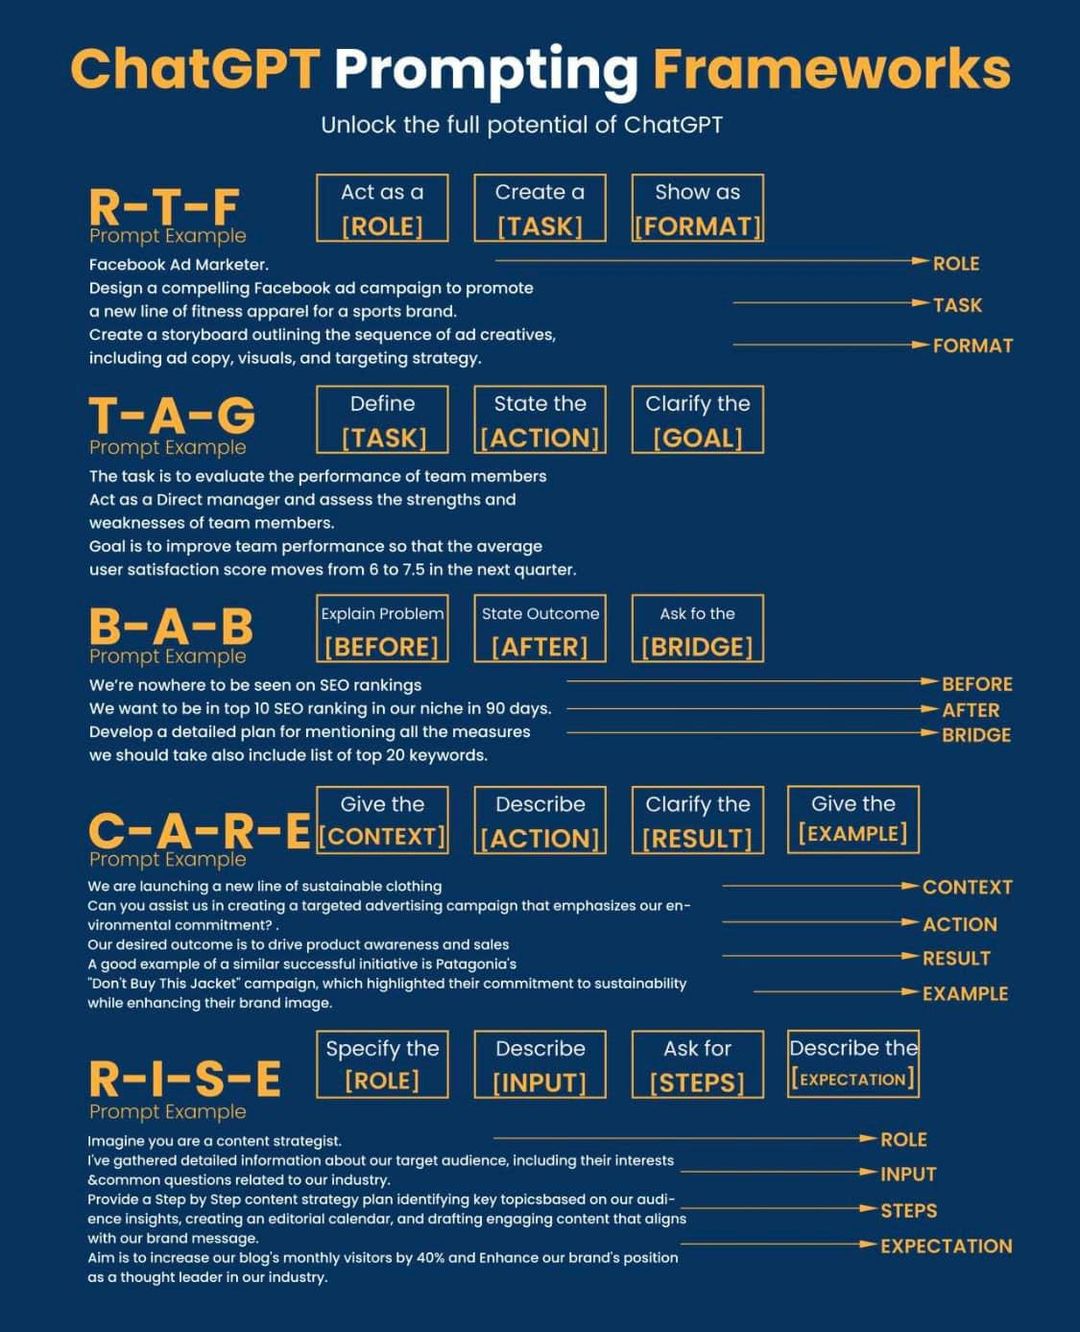 ChatGPT Prompting Frameworks
Unlock the full potential of ChatGPT
R-T-F
Prompt Example
Act as a
[ROLE]
Create a
[TASK]
Show as
[FORMAT]
Facebook Ad Marketer.
Design a compelling Facebook ad campaign to promote
a new line of fitness apparel for a sports brand.
Create a storyboard outlining the sequence of ad creatives,
including ad copy, visuals, and targeting strategy.
ROLE
TASK
FORMAT
T-A-G
Prompt Example
Define
[TASK]
State the
[ACTION]
Clarify the
[GOAL]
The task is to evaluate the performance of team members
Act as a Direct manager and assess the strengths and
weaknesses of team members.
Goal is to improve team performance so that the average
user satisfaction score moves from 6 to 7.5 in the next quarter.
B-A-B
Prompt Example
Explain Problem
[BEFORE]
State Outcome
[AFTER]
Ask fo the
[BRIDGE]
We're nowhere to be seen on SEO rankings
We want to be in top 10 SEO ranking in our niche in 90 days.
Develop a detailed plan for mentioning all the measures
we should take also include list of top 20 keywords.
BEFORE
AFTER
BRIDGE
C-A-R-E
Prompt Example
Give the
[CONTEXT]
Describe
[ACTION]
Clarify the
[RESULT]
Give the
[EXAMPLE]
We are launching a new line of sustainable clothing
Can you assist us in creating a targeted advertising campaign that emphasizes our en-
vironmental commitment? .
Our desired outcome is to drive product awareness and sales
A good example of a similar successful initiative is Patagonia's
"Don't Buy This Jacket" campaign, which highlighted their commitment to sustainability
while enhancing their brand image.
CONTEXT
ACTION
RESULT
EXAMPLE
R-I-S-E
Prompt Example
Specify the
[ROLE]
Describe
[INPUT]
Ask for
[STEPS]
Describe the
[EXPECTATION]
Imagine you are a content strategist.
I've gathered detailed information about our target audience, including their interests
&common questions related to our industry.
Provide a Step by Step content strategy plan identifying key topicsbased on our audi-
ence insights, creating an editorial calendar, and drafting engaging content that aligns
with our brand message.
Aim is to increase our blog's monthly visitors by 40% and Enhance our brand's position
as a thought leader in our industry.
ROLE
INPUT
STEPS
EXPECTATION